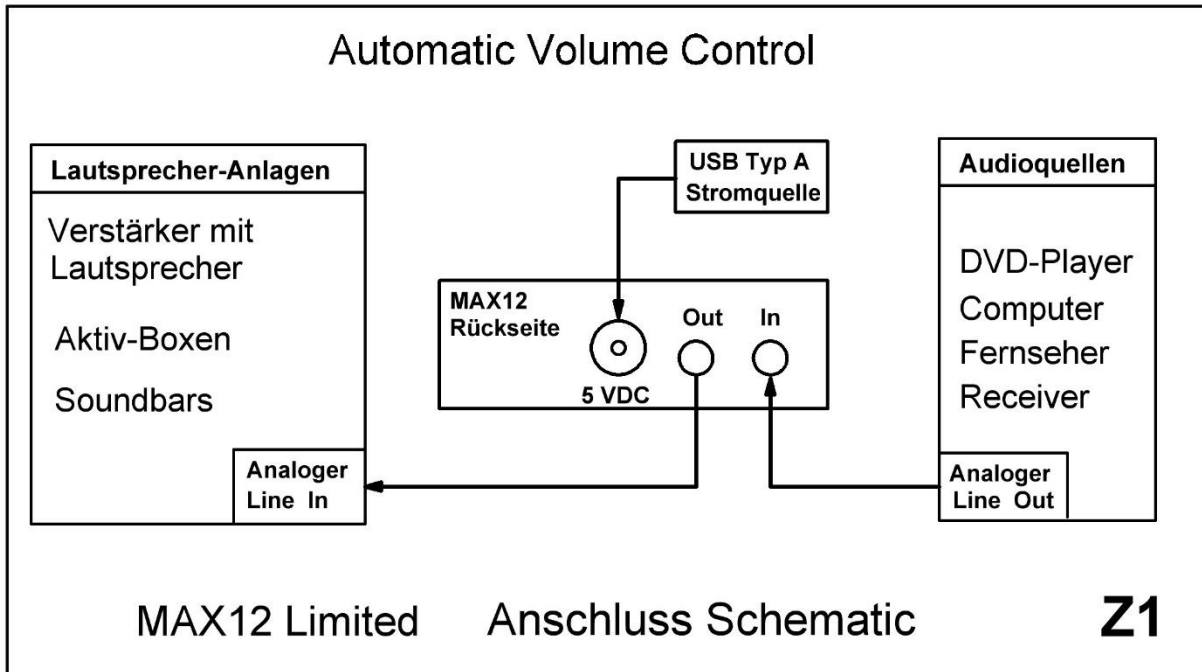 Automatic Volume Control
Lautsprecher-Anlagen
Verstärker mit
Lautsprecher
Aktiv-Boxen
Soundbars
Analoger
Line In
USB Typ A
Stromquelle
MAX12
Rückseite
Out
In
5 VDC
Audioquellen
DVD-Player
Computer
Fernseher
Receiver
Analoger
Line Out
MAX12 Limited Anschluss Schematic Z1